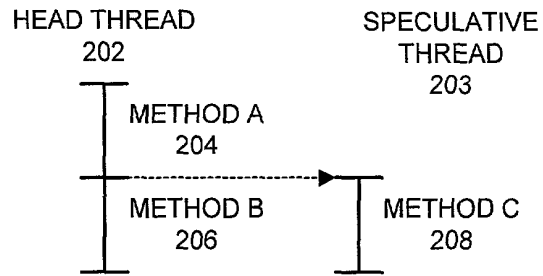 HEAD THREAD
202
SPECULATIVE
THREAD
203
METHOD A
204
METHOD B
206
METHOD C
208